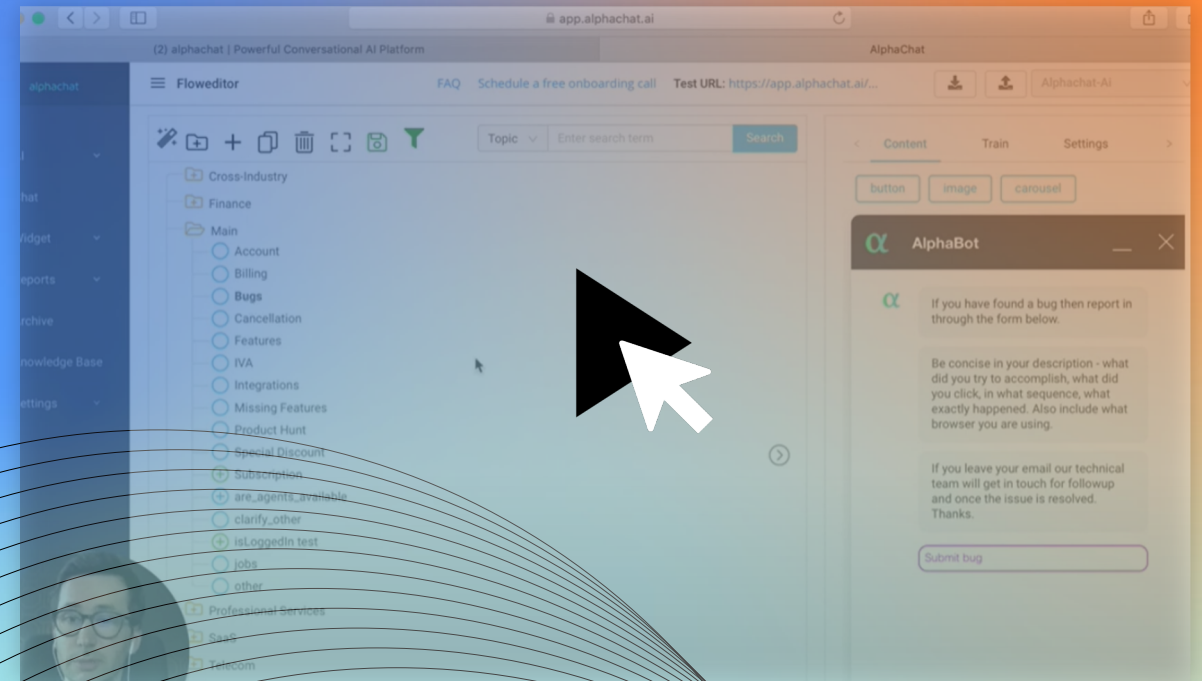 app.alphachat.ai
(2) alphachat | Powerful Conversational AI Platform
AlphaChat
alphachat
Floweditor
FAQ
Schedule a free onboarding call
Test URL: https://app.alphachat.ai/...
Alphachat-Ai
hat
idget
eports
rchive
nowledge Base
ettings
Topic
Enter search term
Search
Cross-Industry
Finance
Main
Account
Billing
Bugs
Cancellation
Features
IVA
Integrations
Missing Features
Product Hunt
Special Discount
Subscription
are_agents_available
clarify_other
isLoggedIn test
jobs
other
Professional Services
SaaS
Telecom
Content
Train
Settings
button
image
carousel
α AlphaBot
α
If you have found a bug then report in
through the form below.
Be concise in your description - what
did you try to accomplish, what did
you click, in what sequence, what
exactly happened. Also include what
browser you are using.
If you leave your email our technical
team will get in touch for followup
and once the issue is resolved.
Thanks.
Submit bug